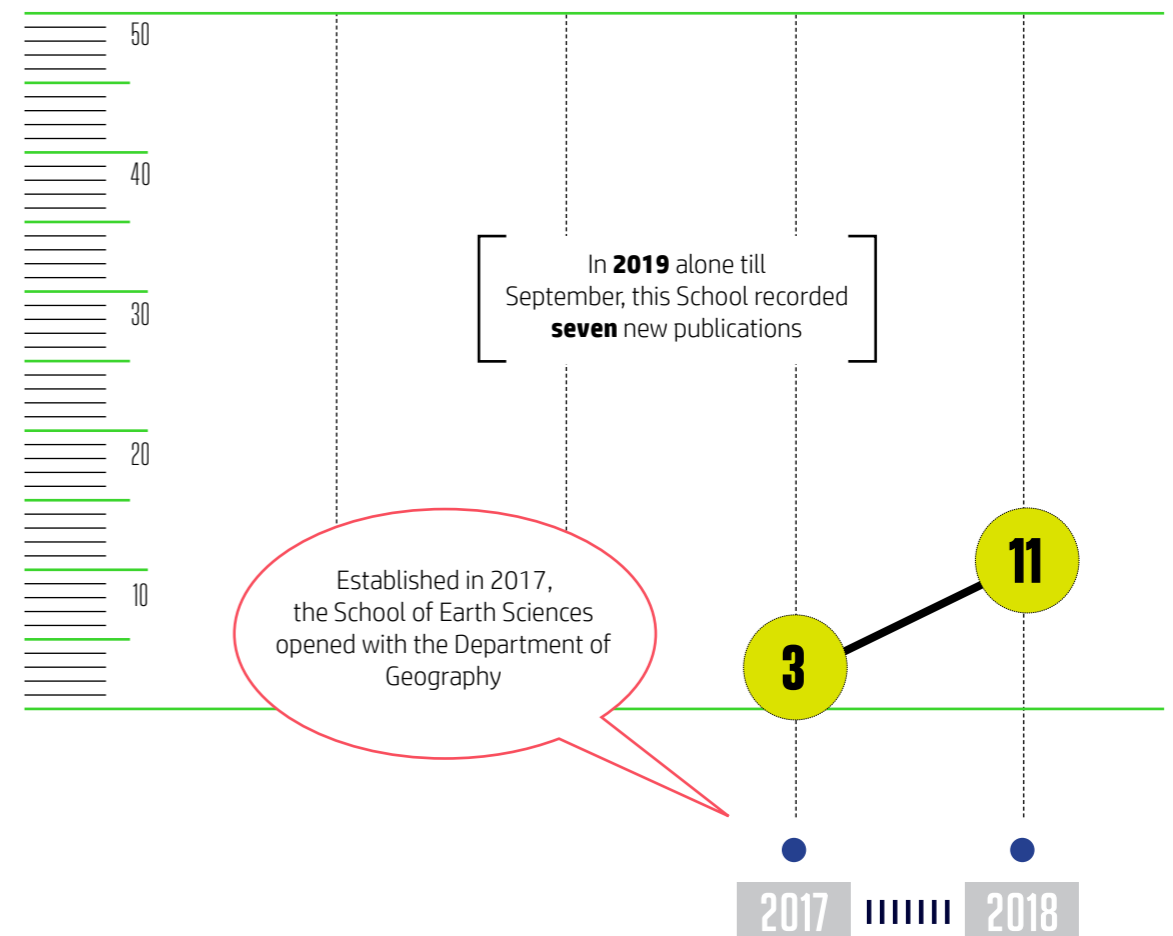 50
40
In 2019 alone till
September, this School recorded
seven new publications
30
20
11
Established in 2017,
the School of Earth Sciences
opened with the Department of
Geography
10
3
2017
2018